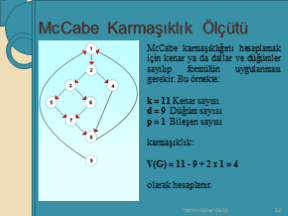 McCabe Karmaşıklık Ölçütü
McCabe karmaşıklığını hesaplamak
için kenar ya da dallar ve düğümler
sayılıp formülün uygulanması
gerekir. Bu örnekte:
k = 11 Kenar sayısı
d = 9 Düğüm sayısı
p = 1 Bileşen sayısı
karmaşıklık:
V(G) = 11 - 9 + 2 x 1 = 4
olarak hesaplanır.
1
2
3
4
5
6
7
8
9